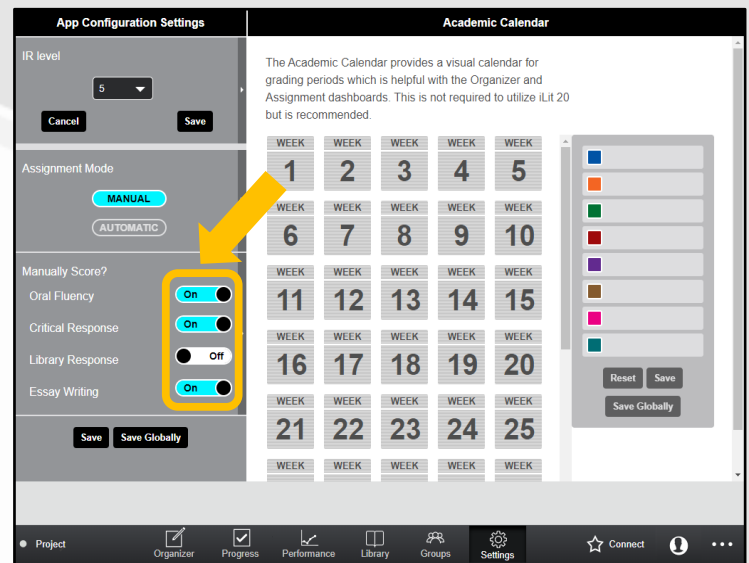 App Configuration Settings
Academic Calendar
IR level
5
Cancel
Save
Assignment Mode
MANUAL
AUTOMATIC
Manually Score?
Oral Fluency
On
Critical Response
On
Library Response
Off
Essay Writing
On
Save
Save Globally
The Academic Calendar provides a visual calendar for
grading periods which is helpful with the Organizer and
Assignment dashboards. This is not required to utilize iLit 20
but is recommended.
WEEK WEEK WEEK WEEK WEEK
1 2 3 4 5
WEEK WEEK WEEK WEEK WEEK
6 7 8 9 10
WEEK WEEK WEEK WEEK WEEK
11 12 13 14 15
WEEK WEEK WEEK WEEK WEEK
16 17 18 19 20
WEEK WEEK WEEK WEEK WEEK
21 22 23 24 25
WEEK WEEK WEEK WEEK WEEK
Reset Save
Save Globally
Project
Organizer
Progress
Performance
Library
Groups
Settings
Connect